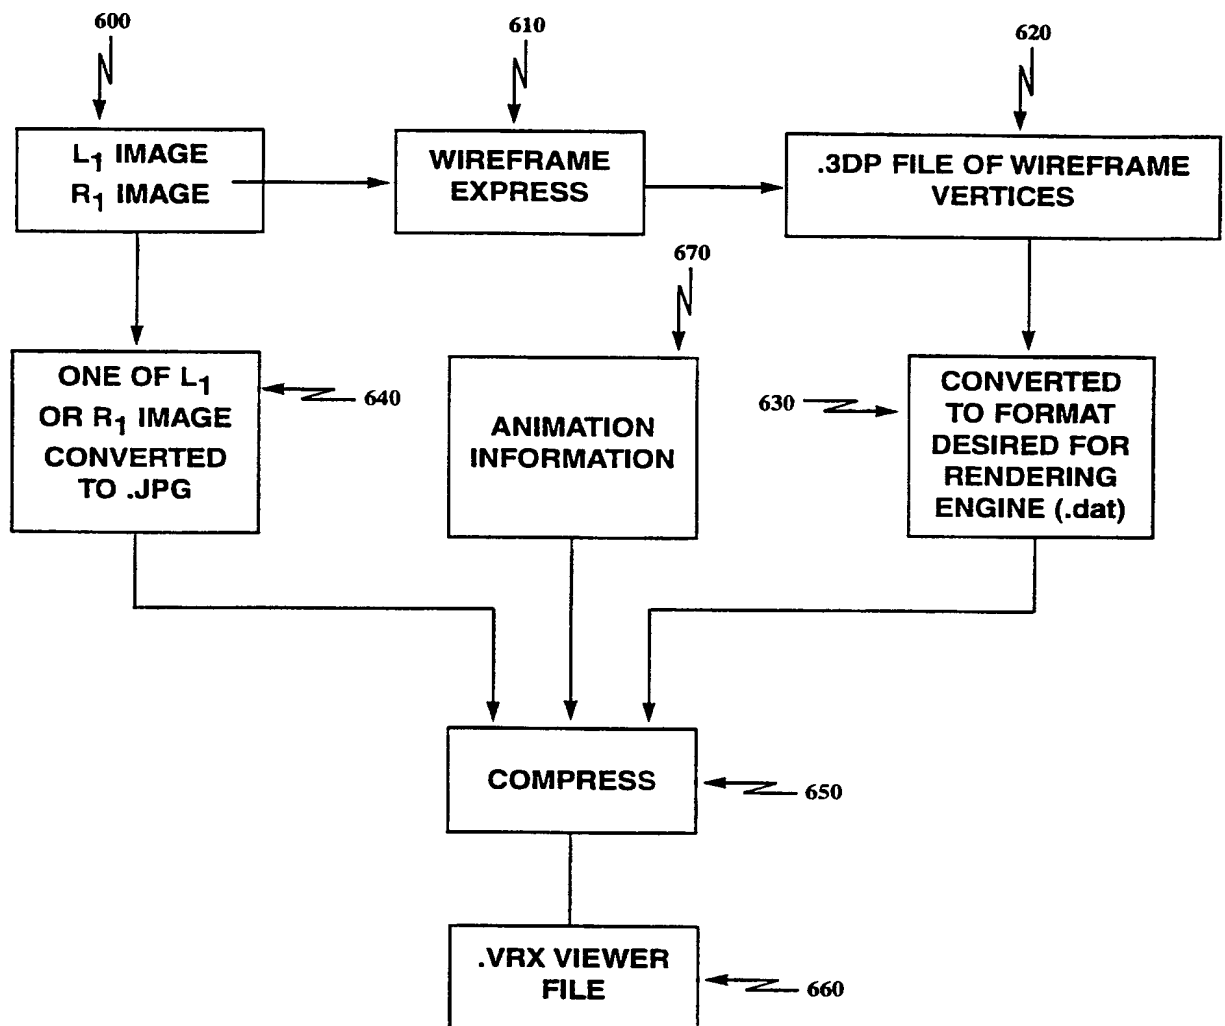 600
610
620
L1 IMAGE
R1 IMAGE
WIREFRAME
EXPRESS
.3DP FILE OF WIREFRAME
VERTICES
670
ONE OF L1
OR R1 IMAGE
CONVERTED
TO .JPG
640
ANIMATION
INFORMATION
630
CONVERTED
TO FORMAT
DESIRED FOR
RENDERING
ENGINE (.dat)
COMPRESS
650
.VRX VIEWER
FILE
660